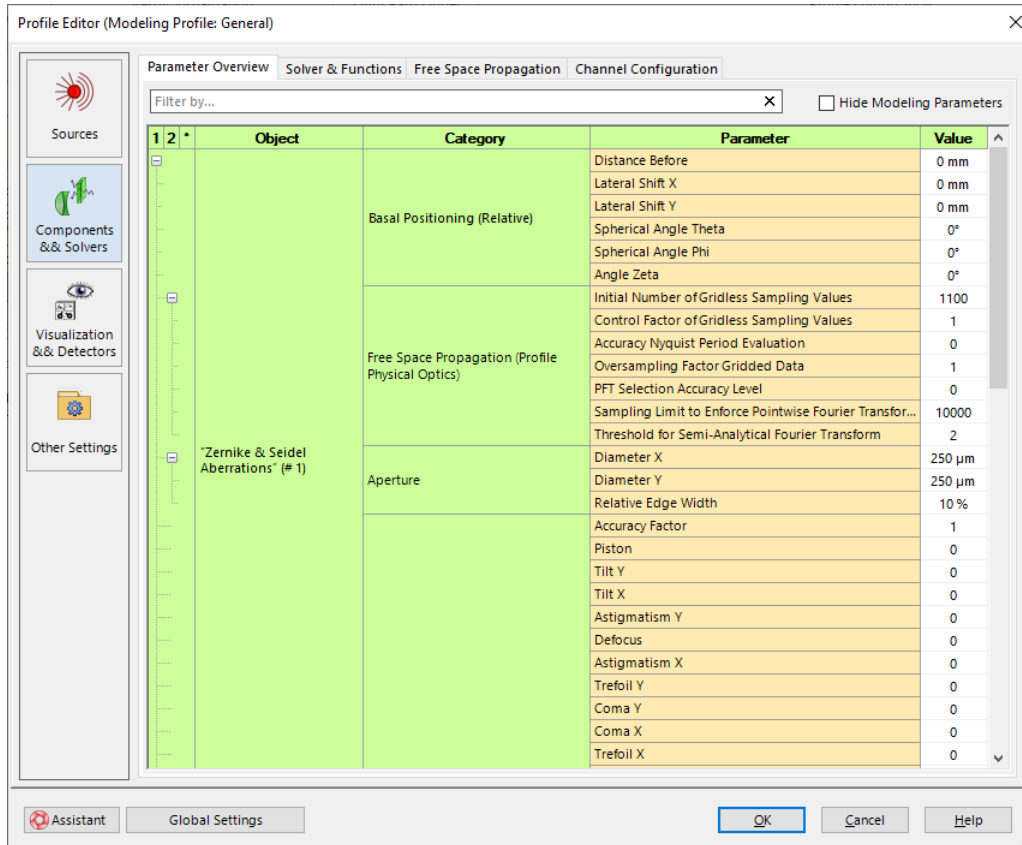 Profile Editor (Modeling Profile: General)
Sources
Components
&& Solvers
Visualization
&& Detectors
Other Settings
Parameter Overview Solver & Functions Free Space Propagation Channel Configuration
Filter by... Hide Modeling Parameters
1 2 * Object Category Parameter Value
"Zernike & Seidel
Aberrations" (# 1)
Basal Positioning (Relative)
Distance Before 0 mm
Lateral Shift X 0 mm
Lateral Shift Y 0 mm
Spherical Angle Theta 0°
Spherical Angle Phi 0°
Angle Zeta 0°
Free Space Propagation (Profile
Physical Optics)
Initial Number of Gridless Sampling Values 1100
Control Factor of Gridless Sampling Values 1
Accuracy Nyquist Period Evaluation 0
Oversampling Factor Gridded Data 1
PFT Selection Accuracy Level 0
Sampling Limit to Enforce Pointwise Fourier Transfor... 10000
Threshold for Semi-Analytical Fourier Transform 2
Aperture
Diameter X 250 µm
Diameter Y 250 µm
Relative Edge Width 10 %
Accuracy Factor 1
Piston 0
Tilt Y 0
Tilt X 0
Astigmatism Y 0
Defocus 0
Astigmatism X 0
Trefoil Y 0
Coma Y 0
Coma X 0
Trefoil X 0
Assistant Global Settings OK Cancel Help